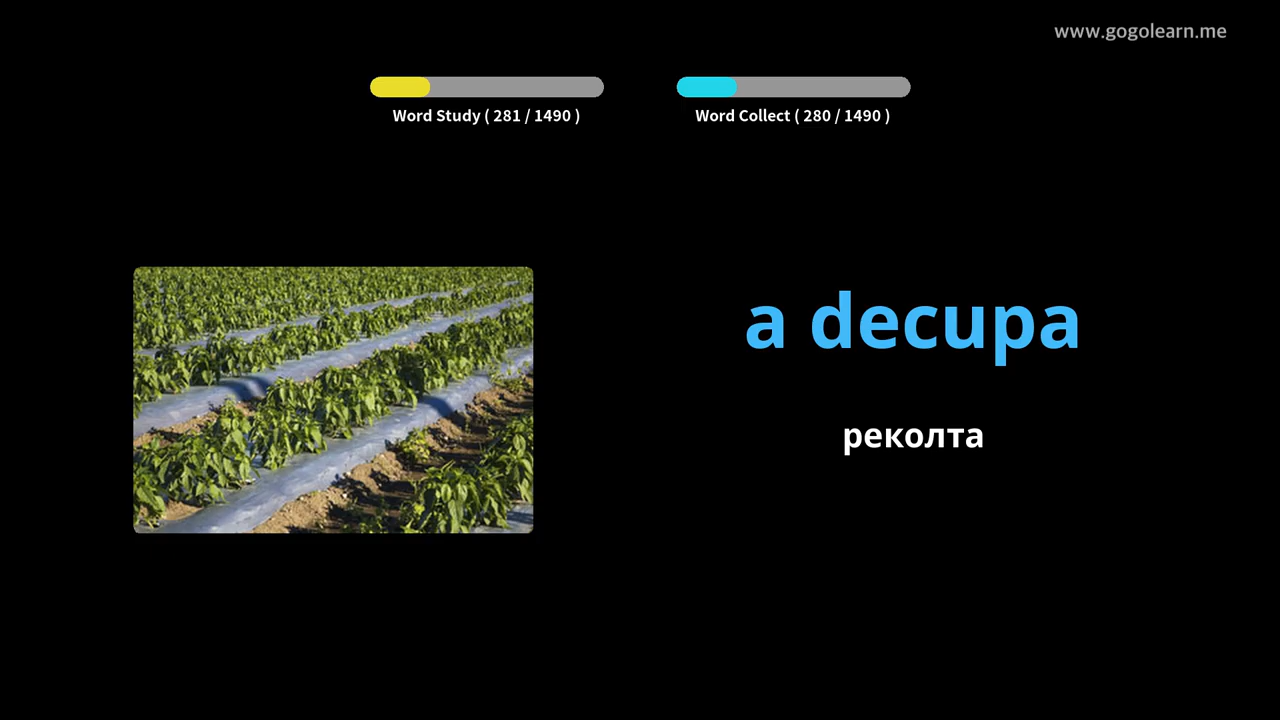 www.gogolearn.me
Word Study ( 281 / 1490 )
Word Collect ( 280 / 1490 )
a decupa
реколта